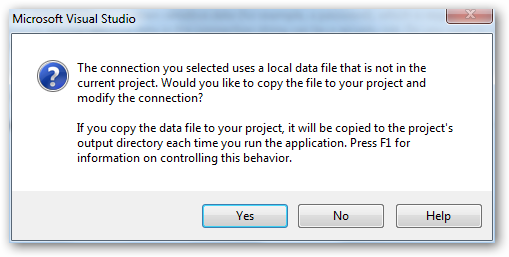 Microsoft Visual Studio
The connection you selected uses a local data file that is not in the
current project. Would you like to copy the file to your project and
modify the connection?
If you copy the data file to your project, it will be copied to the project's
output directory each time you run the application. Press F1 for
information on controlling this behavior.
Yes
No
Help